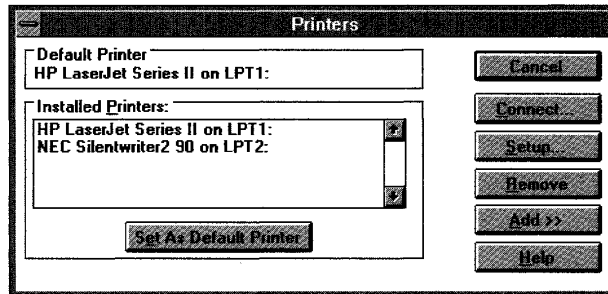 Printers
Default Printer
HP LaserJet Series II on LPT1:
Installed Printers:
HP LaserJet Series II on LPT1:
NEC Silentwriter2 90 on LPT2:
Set As Default Printer
Cancel
Connect...
Setup...
Remove
Add >>
Help